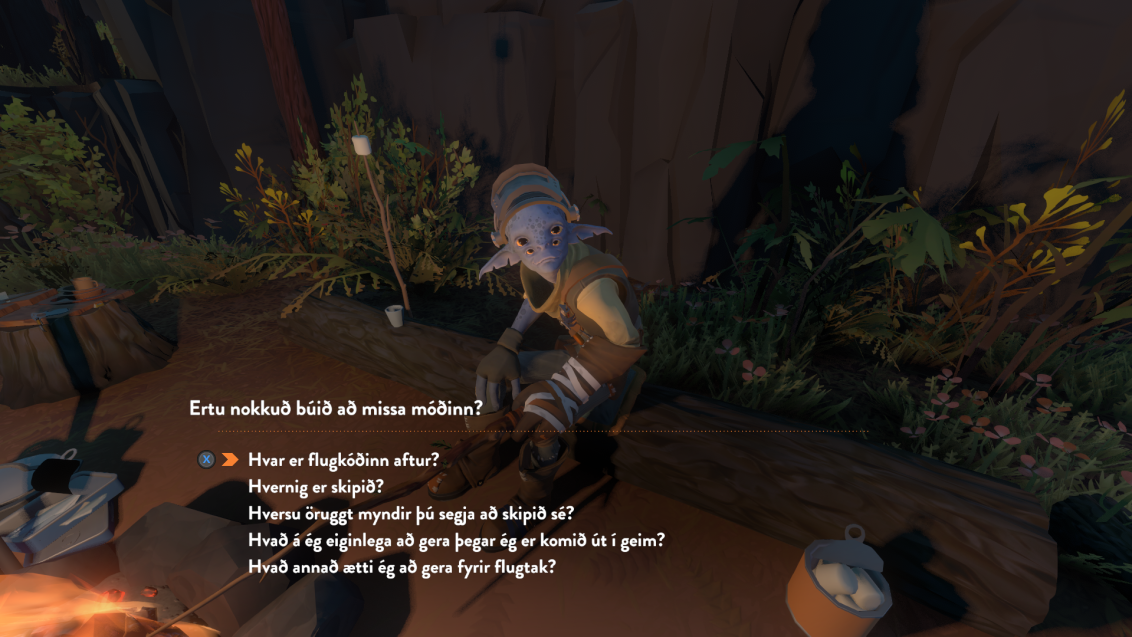 Ertu nokkuð búið að missa móðinn?
X
Hvar er flugkóðinn aftur?
Hvernig er skipið?
Hversu öruggt myndir þú segja að skipið sé?
Hvað á ég eiginlega að gera þegar ég er komið út í geim?
Hvað annað ætti ég að gera fyrir flugtak?